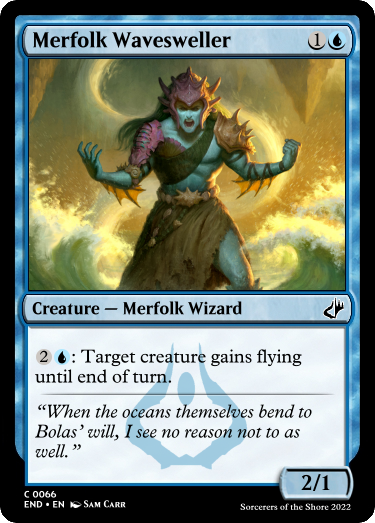 Merfolk Wavesweller 1
Creature — Merfolk Wizard
2: Target creature gains flying
until end of turn.
“When the oceans themselves bend to
Bolas’ will, I see no reason not to as
well.”
2/1
C 0066
END • EN Sam Carr
Sorcerers of the Shore 2022